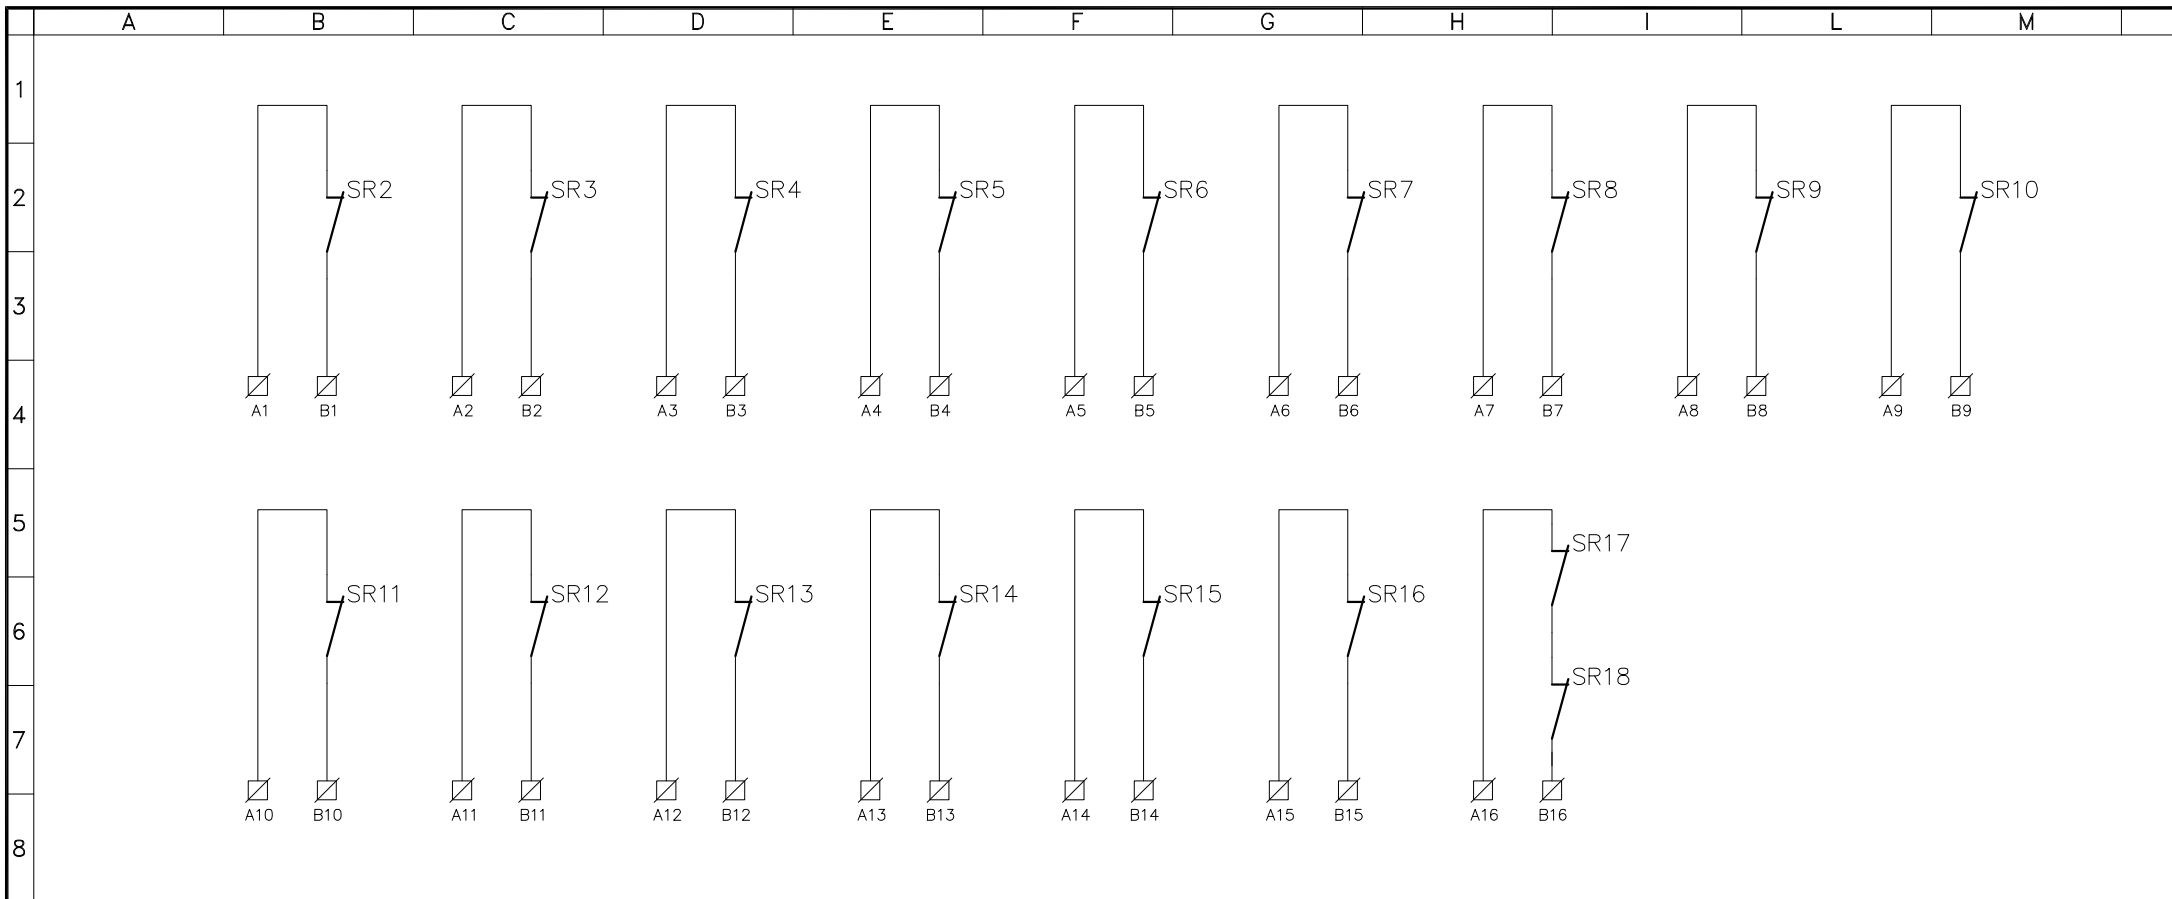 A B C D E F G H I L M
1
SR2 SR3 SR4 SR5 SR6 SR7 SR8 SR9 SR10
2
3
A1 B1 A2 B2 A3 B3 A4 B4 A5 B5 A6 B6 A7 B7 A8 B8 A9 B9
4
5
SR17
SR11 SR12 SR13 SR14 SR15 SR16
6
SR18
7
A10 B10 A11 B11 A12 B12 A13 B13 A14 B14 A15 B15 A16 B16
8